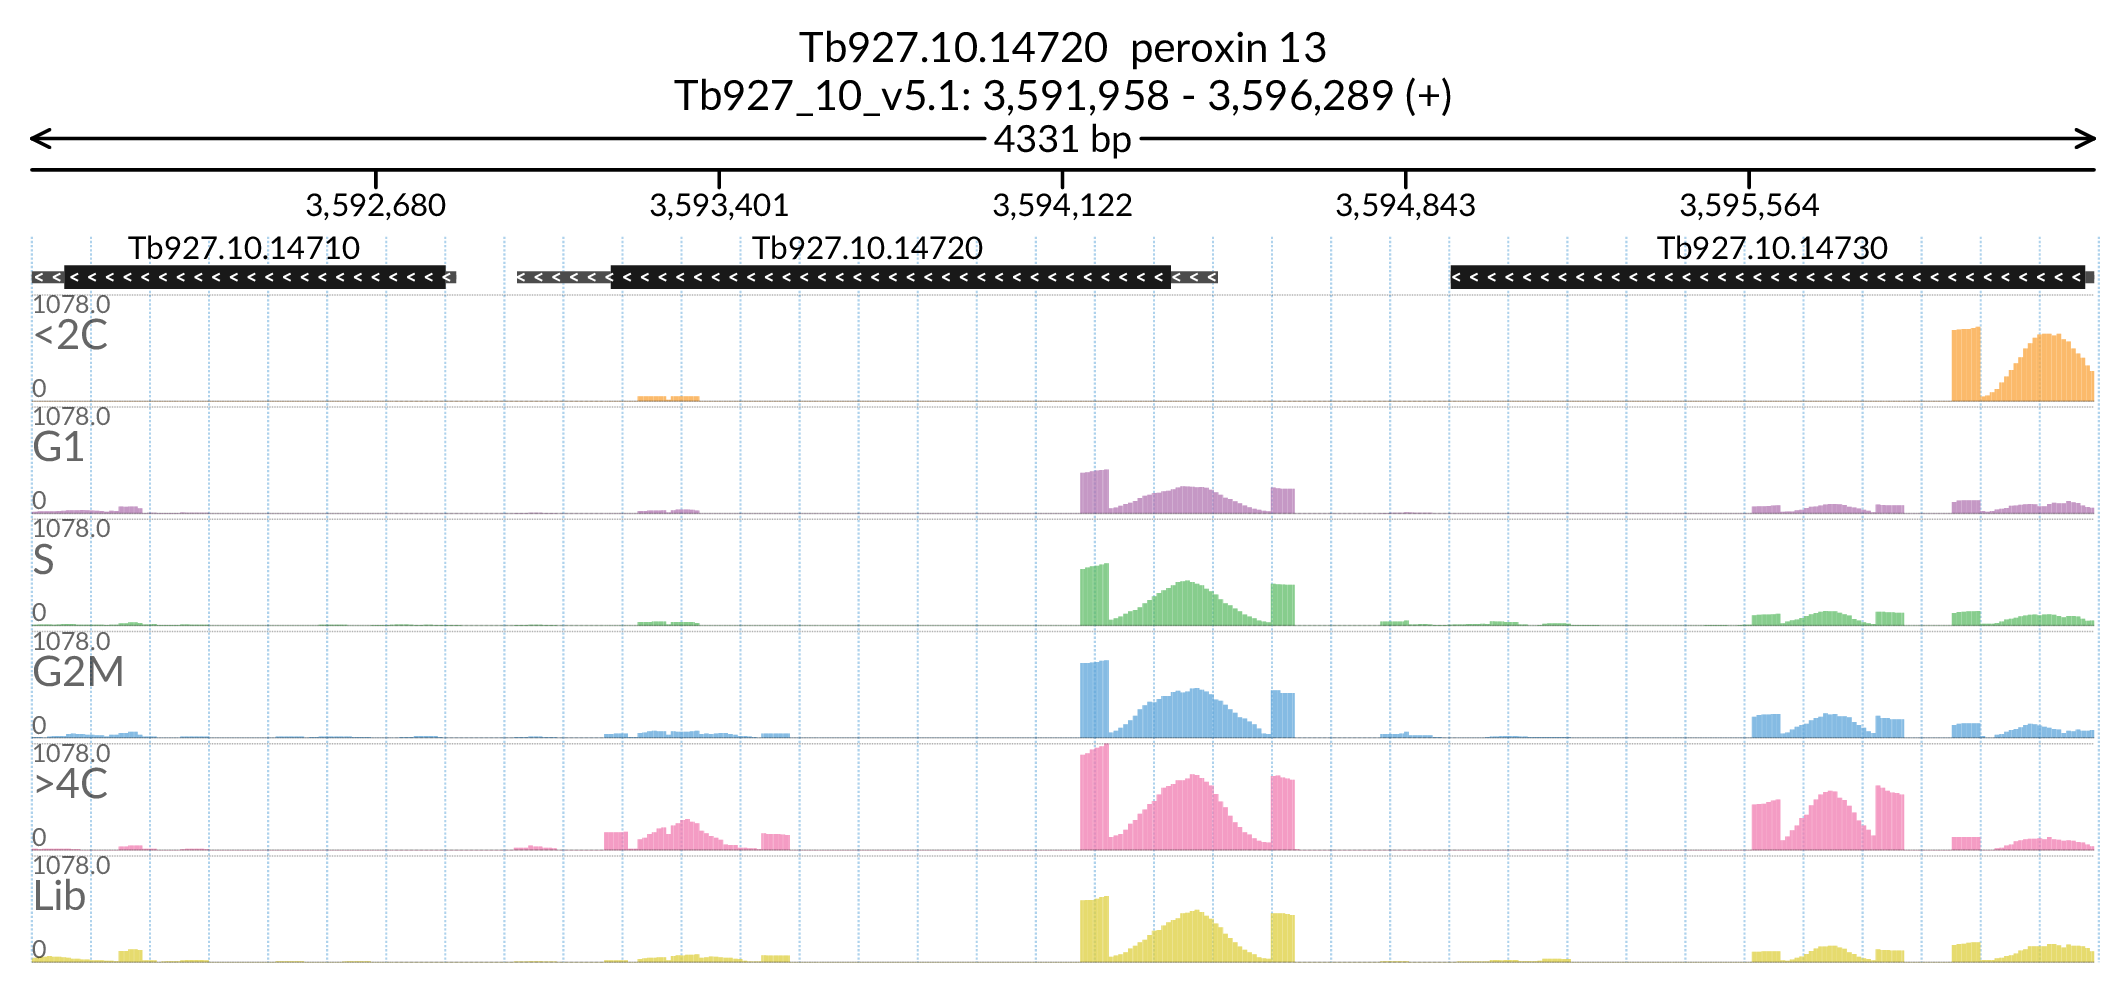 Tb927.10.14720 peroxin 13
Tb927_10_v5.1: 3,591,958 - 3,596,289 (+)
4331 bp
3,592,680 3,593,401 3,594,122 3,594,843 3,595,564
Tb927.10.14710 Tb927.10.14720 Tb927.10.14730
1078.0
<2C
0
1078.0
G1
0
1078.0
S
0
1078.0
G2M
0
1078.0
>4C
0
1078.0
Lib
0